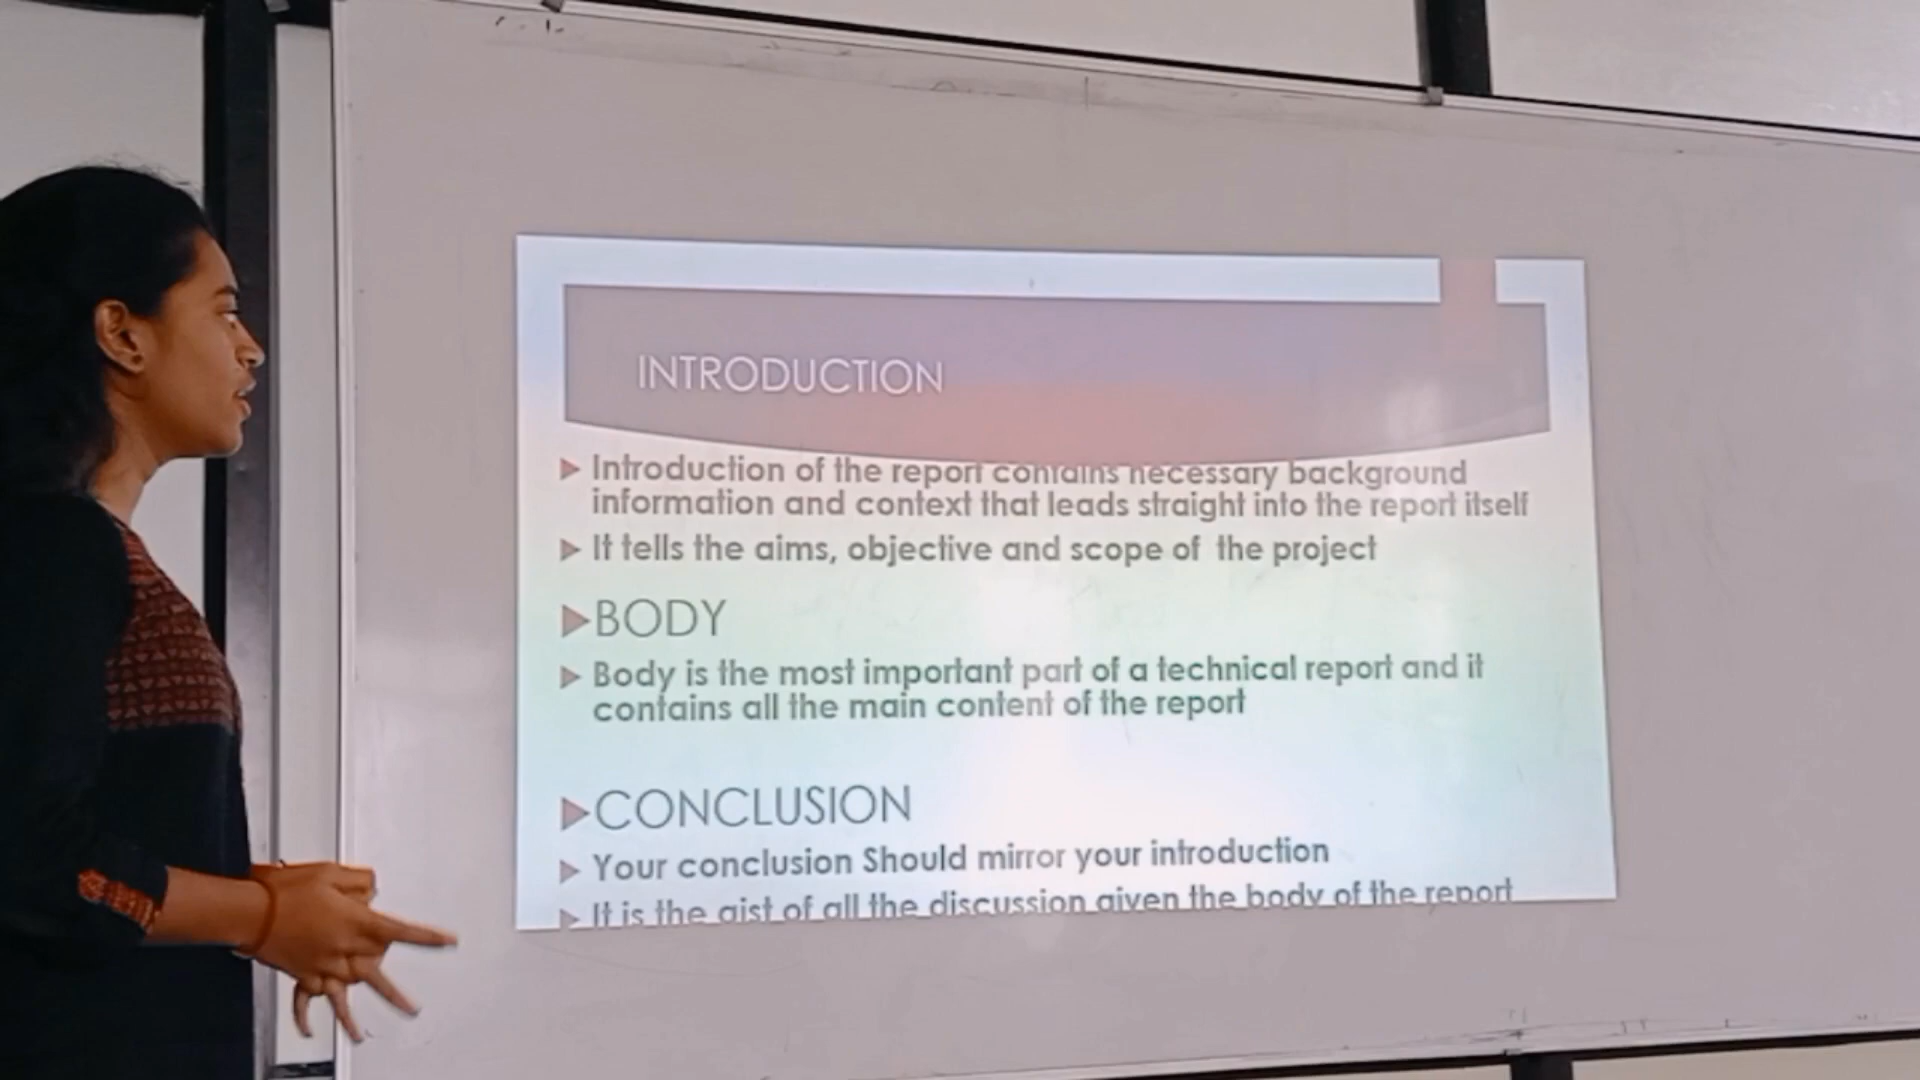 INTRODUCTION
Introduction of the report contains necessary background
information and context that leads straight into the report itself
It tells the aims, objective and scope of the project
BODY
Body is the most important part of a technical report and it
contains all the main content of the report
CONCLUSION
Your conclusion Should mirror your introduction
It is the gist of all the discussion given the body of the report